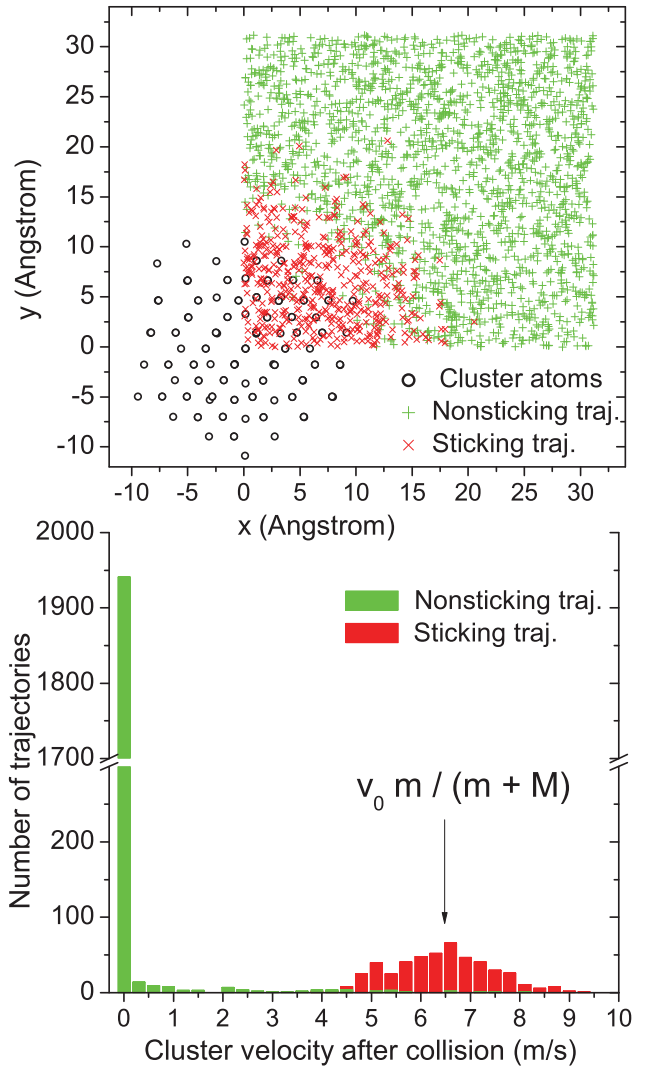 30
25
20
15
10
5
0
-5
-10
y (Angstrom)
Cluster atoms
Nonsticking traj.
Sticking traj.
-10 -5 0 5 10 15 20 25 30
x (Angstrom)
2000
1900
1800
1700
200
100
0
Number of trajectories
Nonsticking traj.
Sticking traj.
v₀ m / (m + M)
0 1 2 3 4 5 6 7 8 9 10
Cluster velocity after collision (m/s)